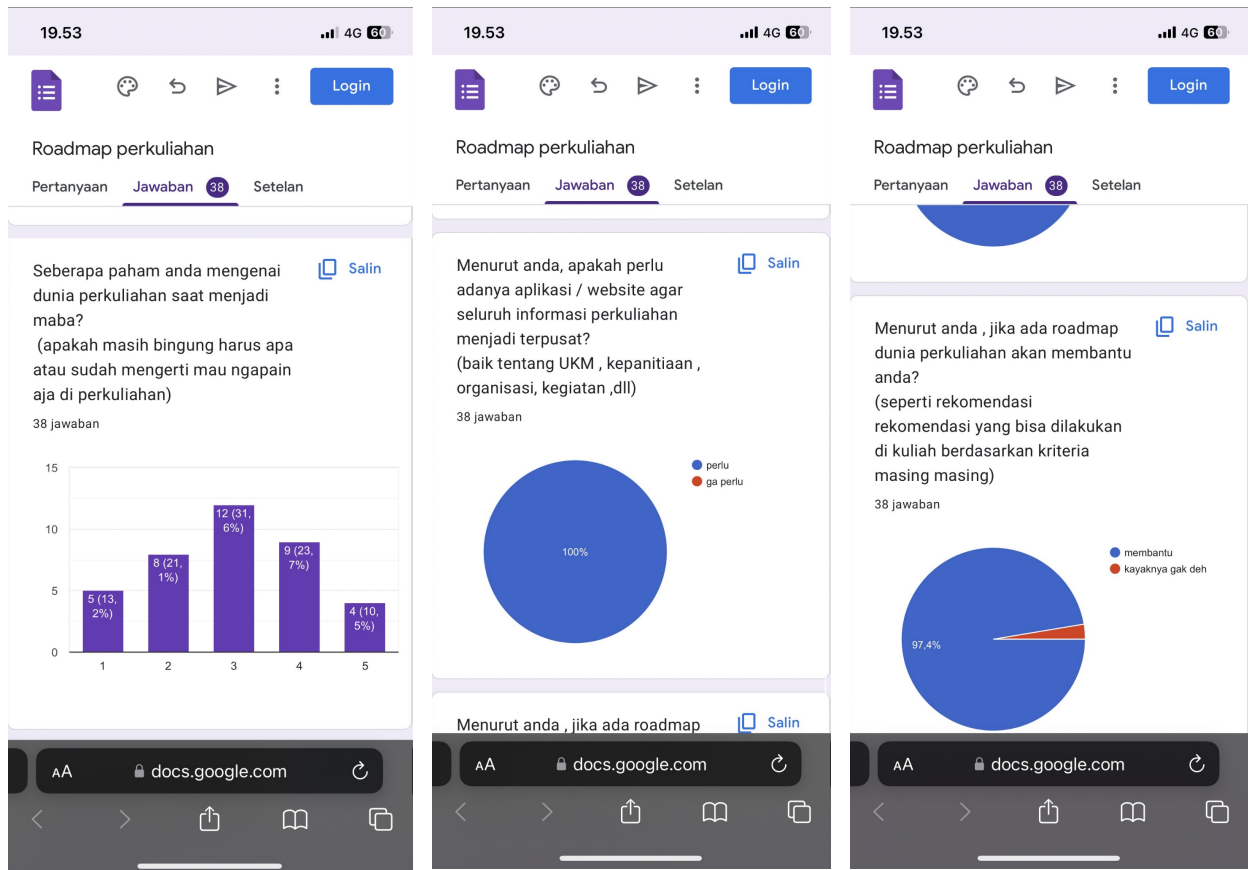 19.53
4G 60
Login
Roadmap perkuliahan
Pertanyaan Jawaban 38 Setelan
Seberapa paham anda mengenai
dunia perkuliahan saat menjadi
maba?
(apakah masih bingung harus apa
atau sudah mengerti mau ngapain
aja di perkuliahan)
Salin
38 jawaban
15
10
5
0
5 (13,
2%)
8 (21,
1%)
12 (31,
6%)
9 (23,
7%)
4 (10,
5%)
1 2 3 4 5
AA docs.google.com
19.53
4G 60
Login
Roadmap perkuliahan
Pertanyaan Jawaban 38 Setelan
Menurut anda, apakah perlu
adanya aplikasi / website agar
seluruh informasi perkuliahan
menjadi terpusat?
(baik tentang UKM , kepanitiaan ,
organisasi, kegiatan ,dll)
Salin
38 jawaban
perlu
ga perlu
100%
Menurut anda , jika ada roadmap
Salin
AA docs.google.com
19.53
4G 60
Login
Roadmap perkuliahan
Pertanyaan Jawaban 38 Setelan
Menurut anda , jika ada roadmap
dunia perkuliahan akan membantu
anda?
(seperti rekomendasi
rekomendasi yang bisa dilakukan
di kuliah berdasarkan kriteria
masing masing)
Salin
38 jawaban
membantu
kayaknya gak deh
97,4%
AA docs.google.com